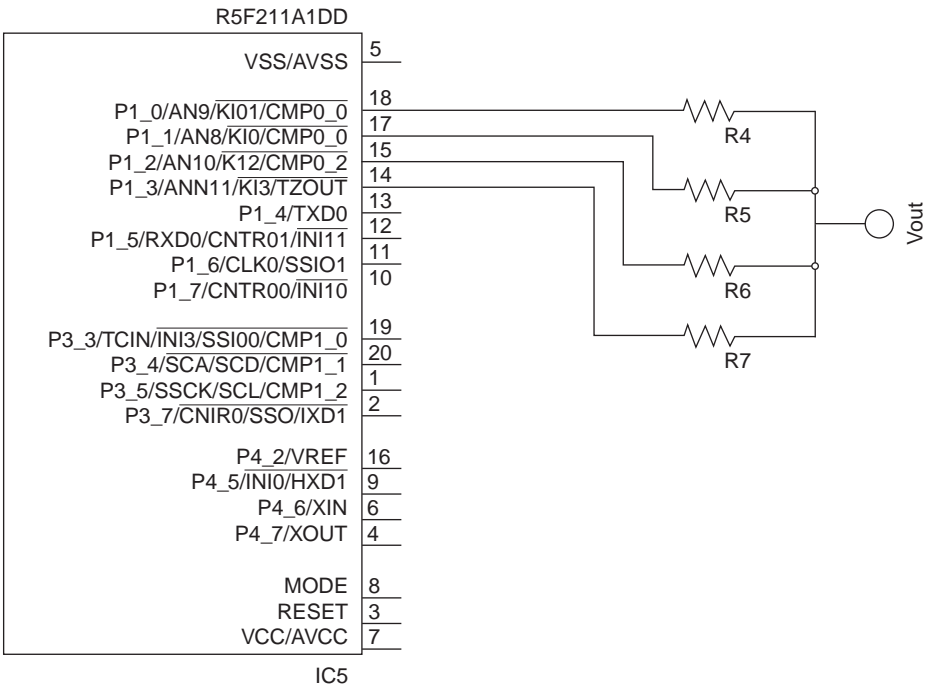 R5F211A1DD
VSS/AVSS 5
P1_0/AN9/KI01/CMP0_0 18
P1_1/AN8/KI0/CMP0_0 17
P1_2/AN10/K12/CMP0_2 15
P1_3/ANN11/KI3/TZOUT 14
P1_4/TXD0 13
P1_5/RXD0/CNTR01/INI11 12
P1_6/CLK0/SSIO1 11
P1_7/CNTR00/INI10 10
P3_3/TCIN/INI3/SSI00/CMP1_0 19
P3_4/SCA/SCD/CMP1_1 20
P3_5/SSCK/SCL/CMP1_2 1
P3_7/CNIR0/SSO/IXD1 2
P4_2/VREF 16
P4_5/INI0/HXD1 9
P4_6/XIN 6
P4_7/XOUT 4
MODE 8
RESET 3
VCC/AVCC 7
IC5
R4
R5
R6
R7
Vout